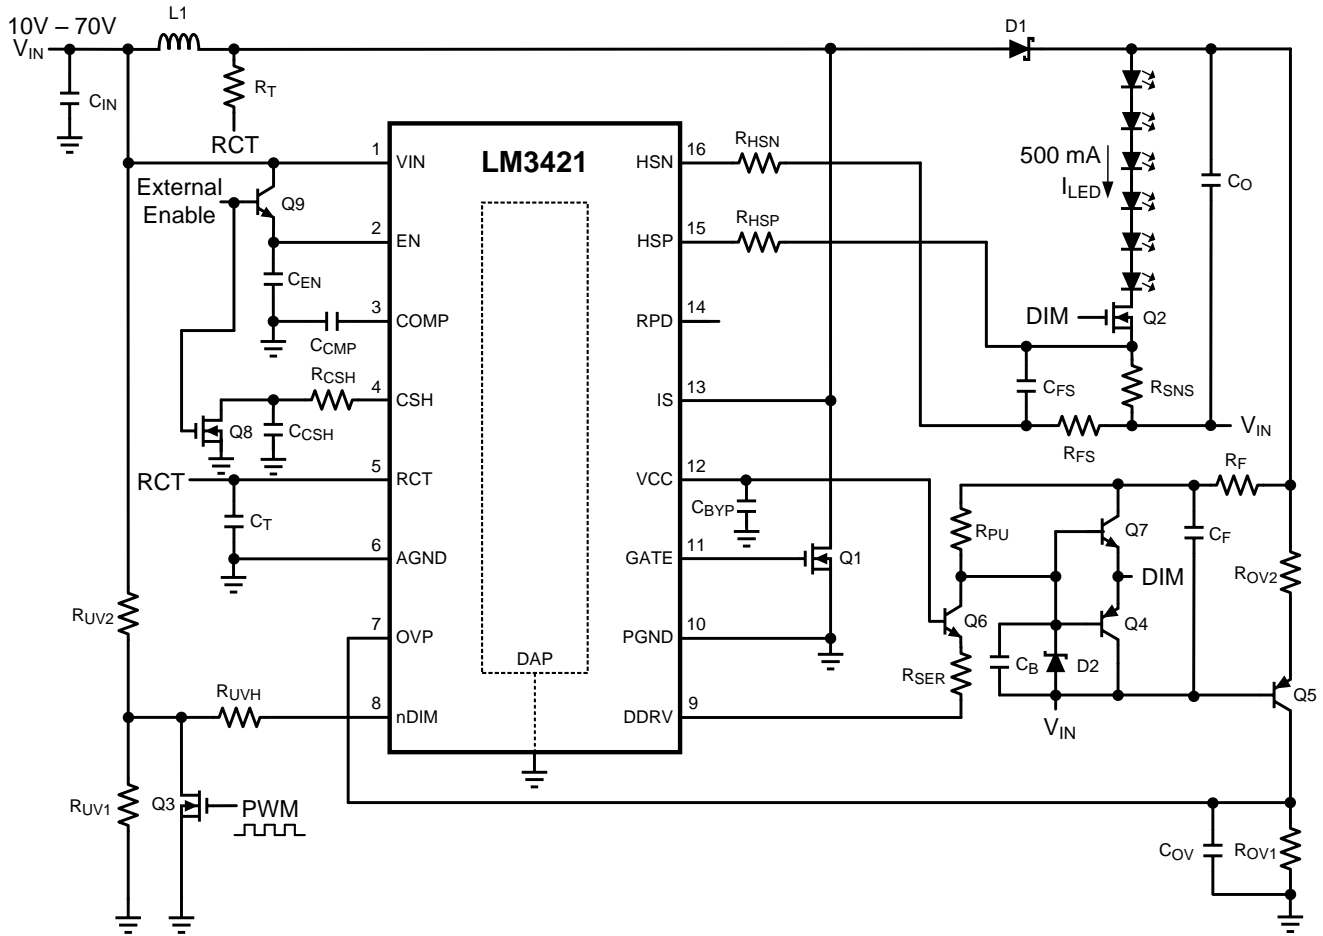 10V – 70V
VIN
L1
D1
CIN
RT
RCT
LM3421
1 VIN
2 EN
3 COMP
4 CSH
5 RCT
6 AGND
7 OVP
8 nDIM
16 HSN
15 HSP
14 RPD
13 IS
12 VCC
11 GATE
10 PGND
9 DDRV
DAP
External
Enable
Q9
CEN
CCMP
RCSH
Q8
CCSH
RCT
CT
RUV2
RUVH
RUV1
Q3
PWM
RHSN
RHSP
500 mA
ILED
CO
DIM
Q2
CFS
RSNS
RFS
VIN
CBYP
Q1
RF
RPU
Q7
CF
DIM
ROV2
Q6
Q4
RSER
CB
D2
VIN
Q5
COV
ROV1